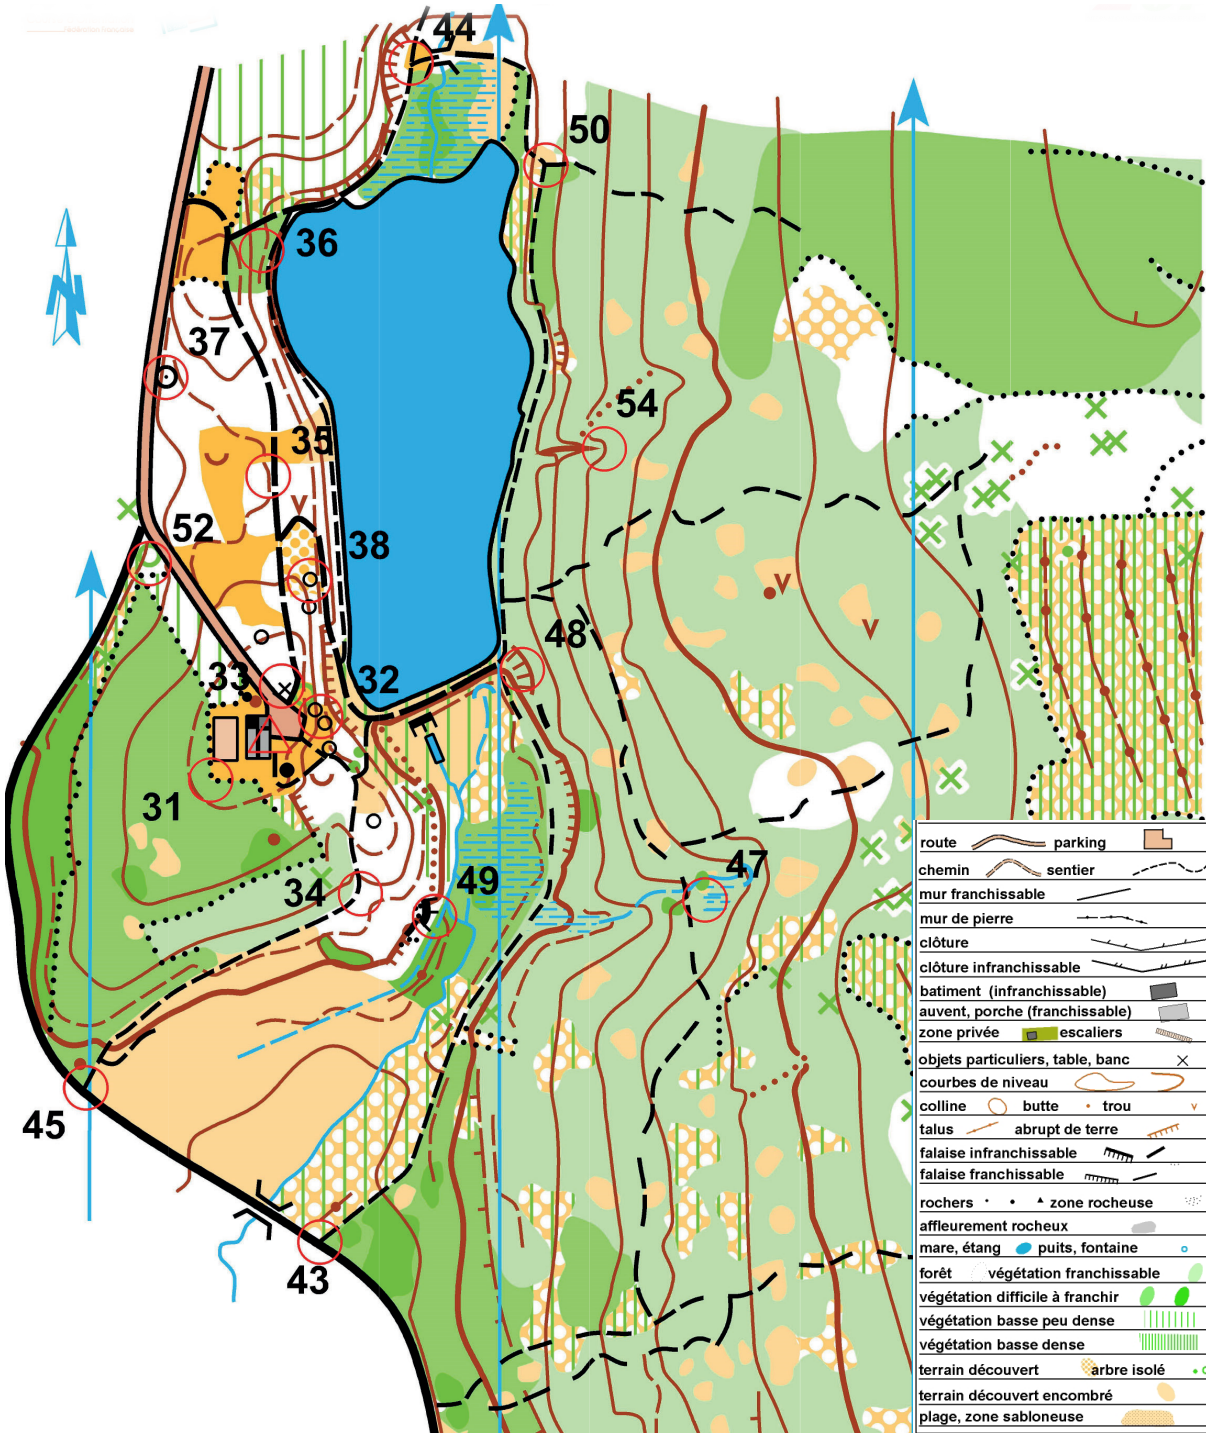 44
50
36
37
35
54
52
38
48
33
32
31
34
49
47
45
43
N
route parking
chemin sentier
mur franchissable
mur de pierre
clôture
clôture infranchissable
batiment (infranchissable)
auvent, porche (franchissable)
zone privée escaliers
objets particuliers, table, banc
courbes de niveau
colline butte trou
talus abrupt de terre
falaise infranchissable
falaise franchissable
rochers zone rocheuse
affleurement rocheux
mare, étang puits, fontaine
forêt végétation franchissable
végétation difficile à franchir
végétation basse peu dense
végétation basse dense
terrain découvert arbre isolé
terrain découvert encombré
plage, zone sabloneuse